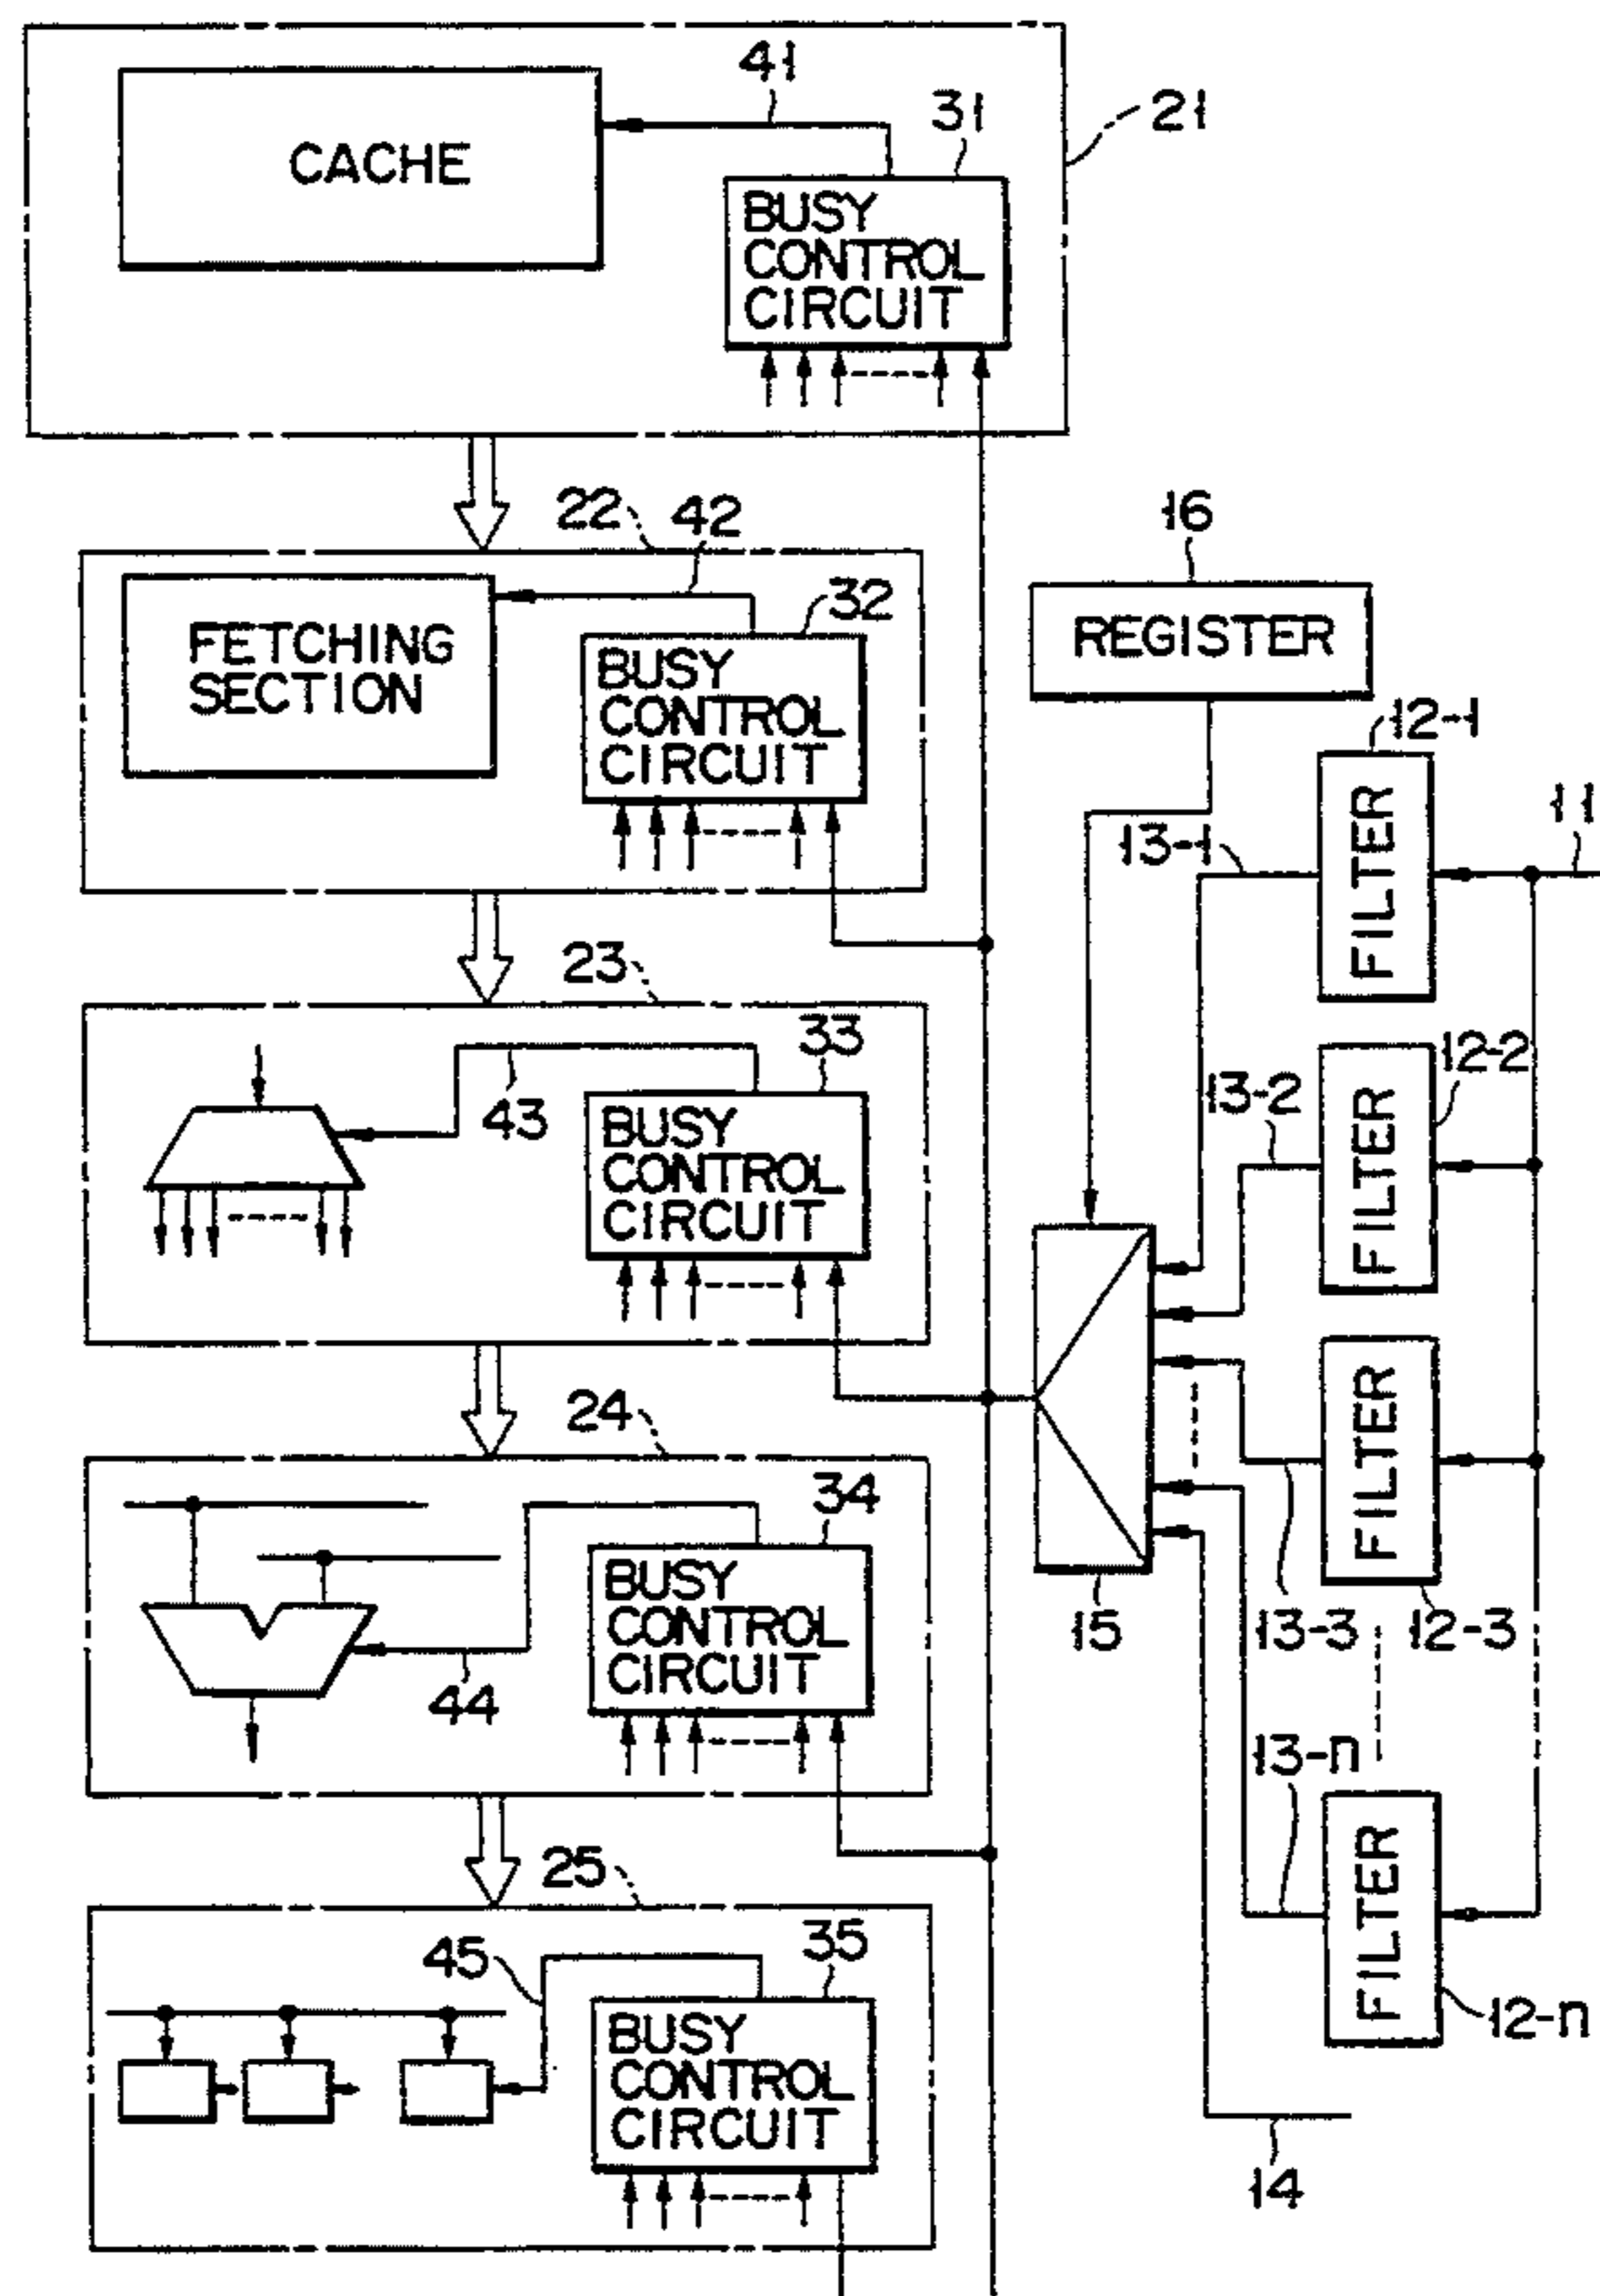 41
31
21
CACHE
BUSY
CONTROL
CIRCUIT
22
42
16
32
FETCHING
SECTION
BUSY
CONTROL
CIRCUIT
REGISTER
12-1
11
13-1
FILTER
23
33
43
BUSY
CONTROL
CIRCUIT
12-2
13-2
FILTER
24
34
BUSY
CONTROL
CIRCUIT
44
FILTER
15
13-3
12-3
13-n
25
35
45
BUSY
CONTROL
CIRCUIT
FILTER
12-n
14